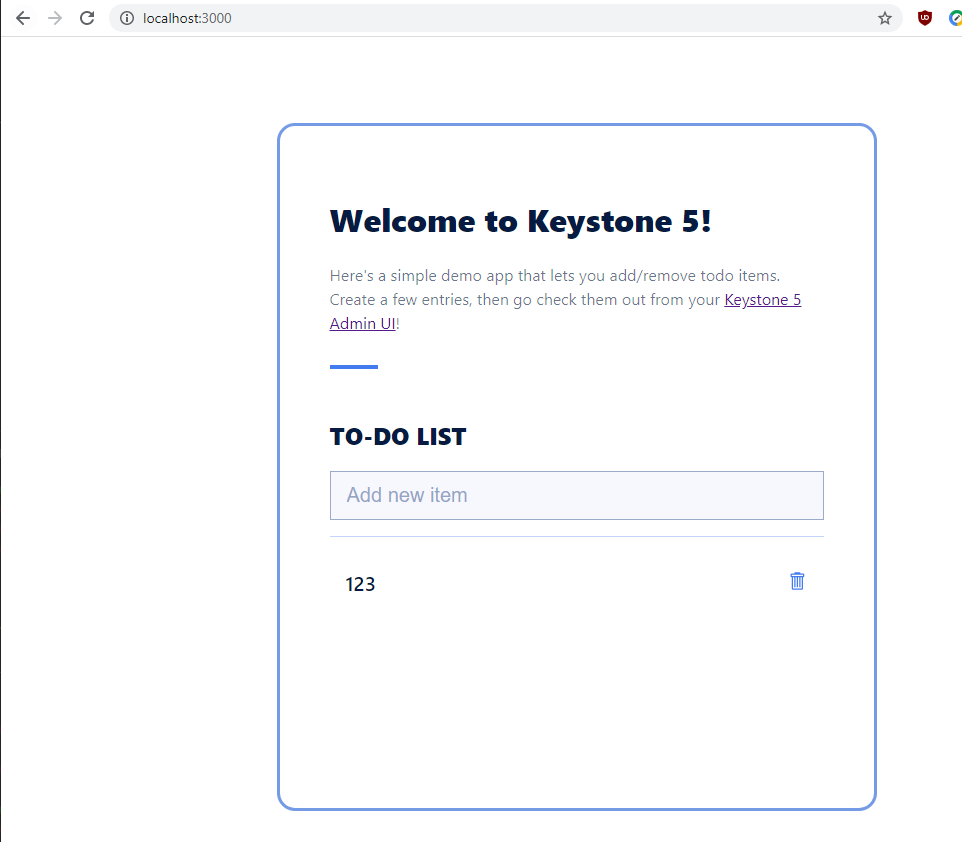 localhost:3000
Welcome to Keystone 5!
Here's a simple demo app that lets you add/remove todo items.
Create a few entries, then go check them out from your Keystone 5
Admin UI!
TO-DO LIST
Add new item
123